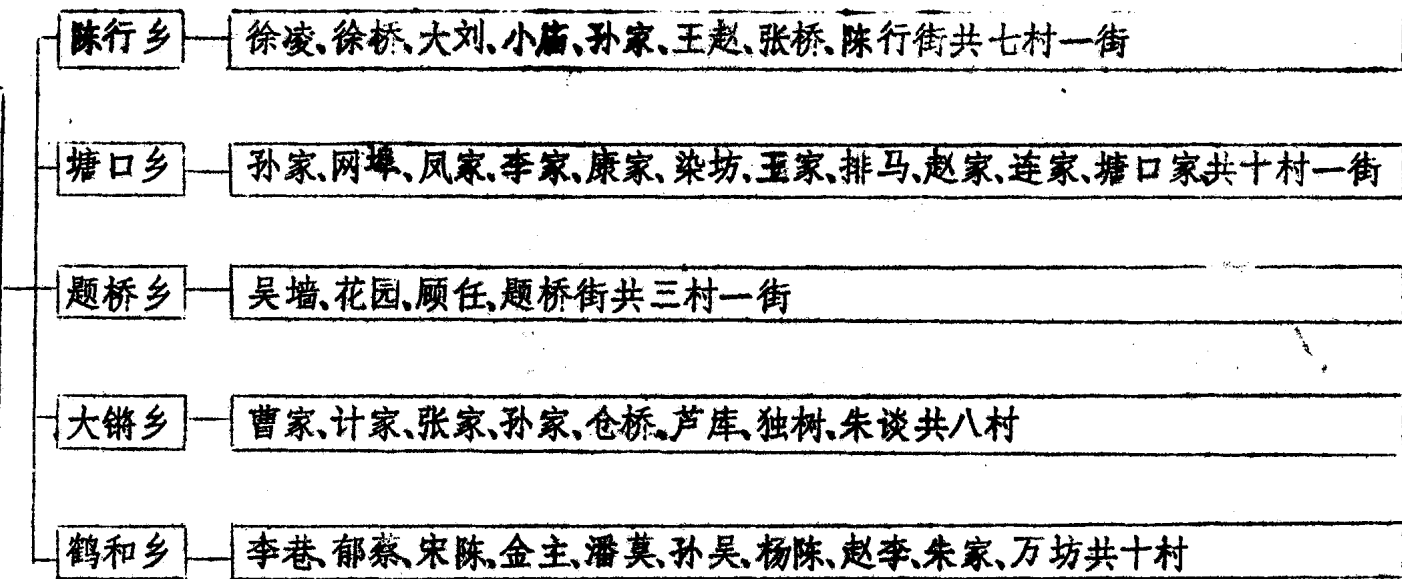 陈行乡 徐凌、徐桥、大刘、小庙、孙家、王赵、张桥、陈行街共七村一街
塘口乡 孙家、网埠、凤家、李家、康家、染坊、王家、排马、赵家、连家、塘口家共十村一街
题桥乡 吴墙、花园、顾任、题桥街共三村一街
大锵乡 曹家、计家、张家、孙家、仓桥、芦库、独树、朱谈共八村
鹤和乡 李巷、郁蔡、宋陈、金主、潘莫、孙吴、杨陈、赵李、朱家、万坊共十村